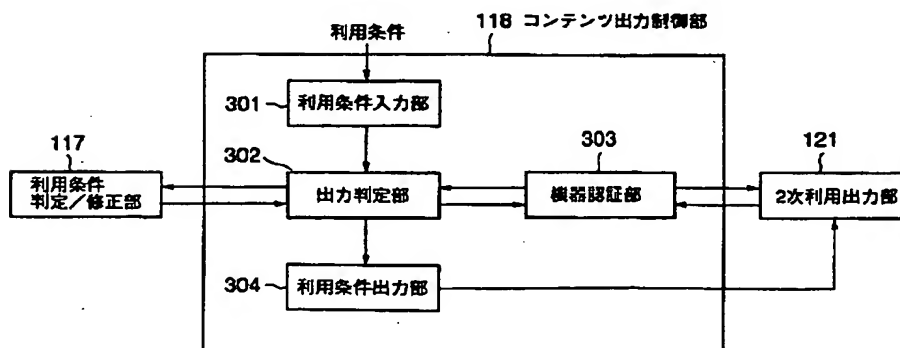 118 コンテンツ出力制御部
利用条件
301
利用条件入力部
117
利用条件
判定／修正部
302
出力判定部
303
機器認証部
121
2次利用出力部
304
利用条件出力部